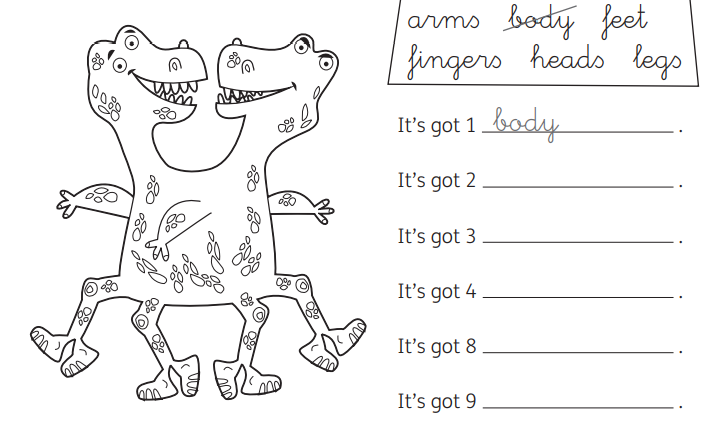 arms body feet
fingers heads legs
It's got 1 body .
It's got 2 .
It's got 3 .
It's got 4 .
It's got 8 .
It's got 9 .